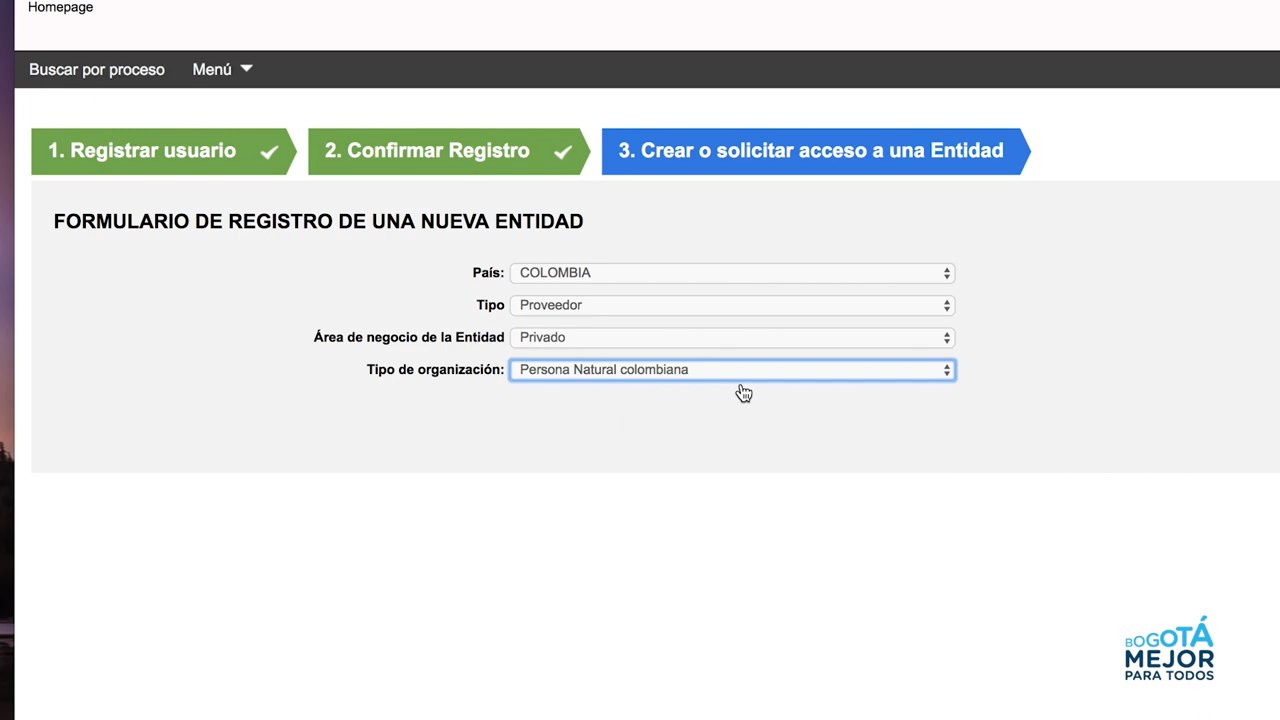 Homepage
Buscar por proceso Menú
1. Registrar usuario 2. Confirmar Registro 3. Crear o solicitar acceso a una Entidad
FORMULARIO DE REGISTRO DE UNA NUEVA ENTIDAD
País: COLOMBIA
Tipo Proveedor
Área de negocio de la Entidad Privado
Tipo de organización: Persona Natural colombiana
BOGOTÁ
MEJOR
PARA TODOS